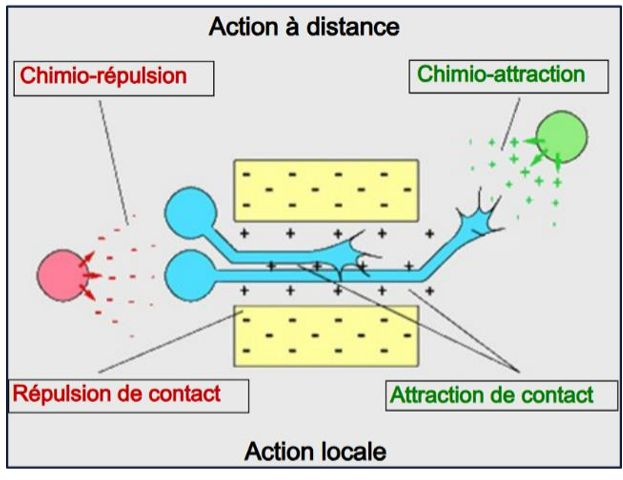 Action à distance
Chimio-répulsion
Chimio-attraction
Répulsion de contact
Attraction de contact
Action locale